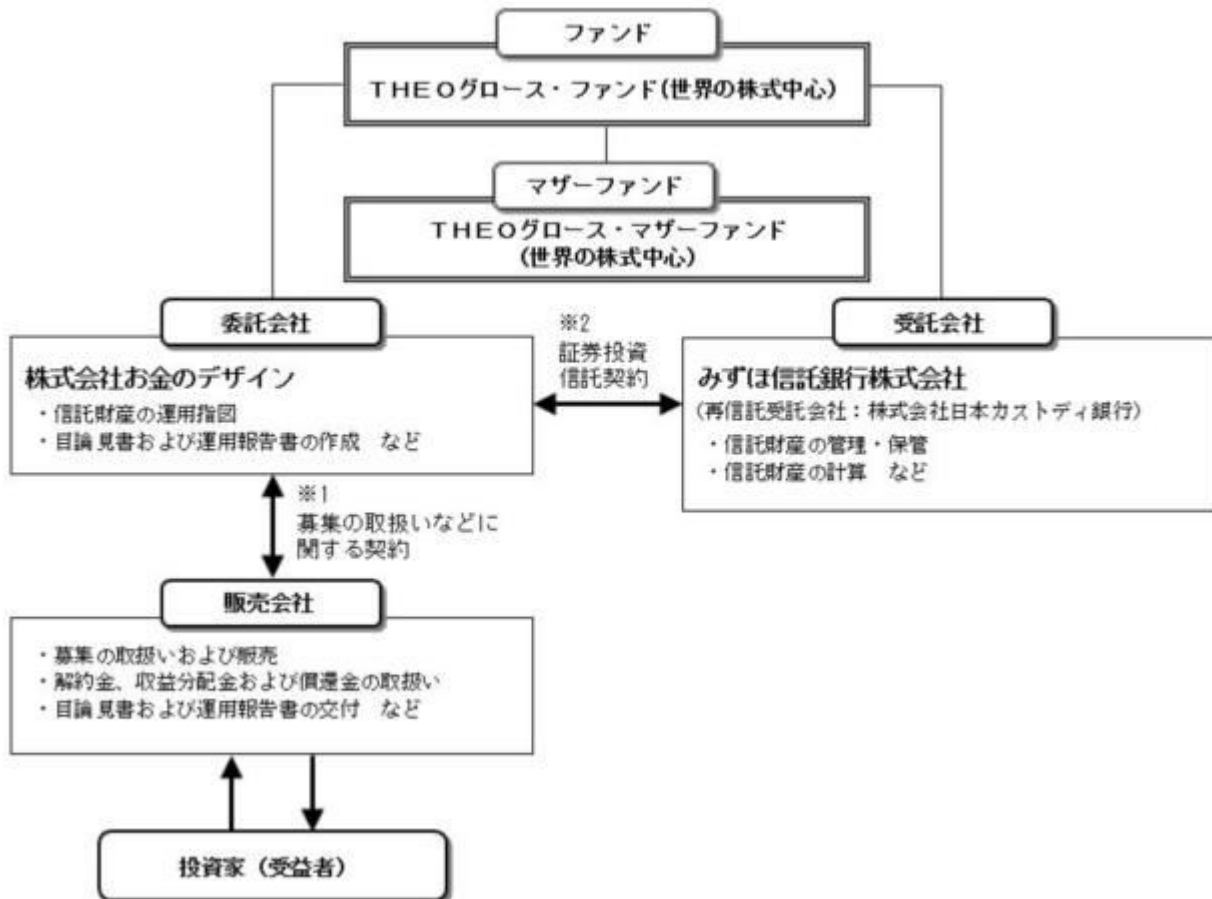 ファンド
THEOグロース・ファンド(世界の株式中心)
マザーファンド
THEOグロース・マザーファンド
(世界の株式中心)
委託会社
株式会社お金のデザイン
・信託財産の運用指図
・目論見書および運用報告書の作成　など
※2
証券投資
信託契約
受託会社
みずほ信託銀行株式会社
(再信託受託会社：株式会社日本カストディ銀行)
・信託財産の管理・保管
・信託財産の計算　など
※1
募集の取扱いなどに
関する契約
販売会社
・募集の取扱いおよび販売
・解約金、収益分配金および償還金の取扱い
・目論見書および運用報告書の交付　など
投資家（受益者）